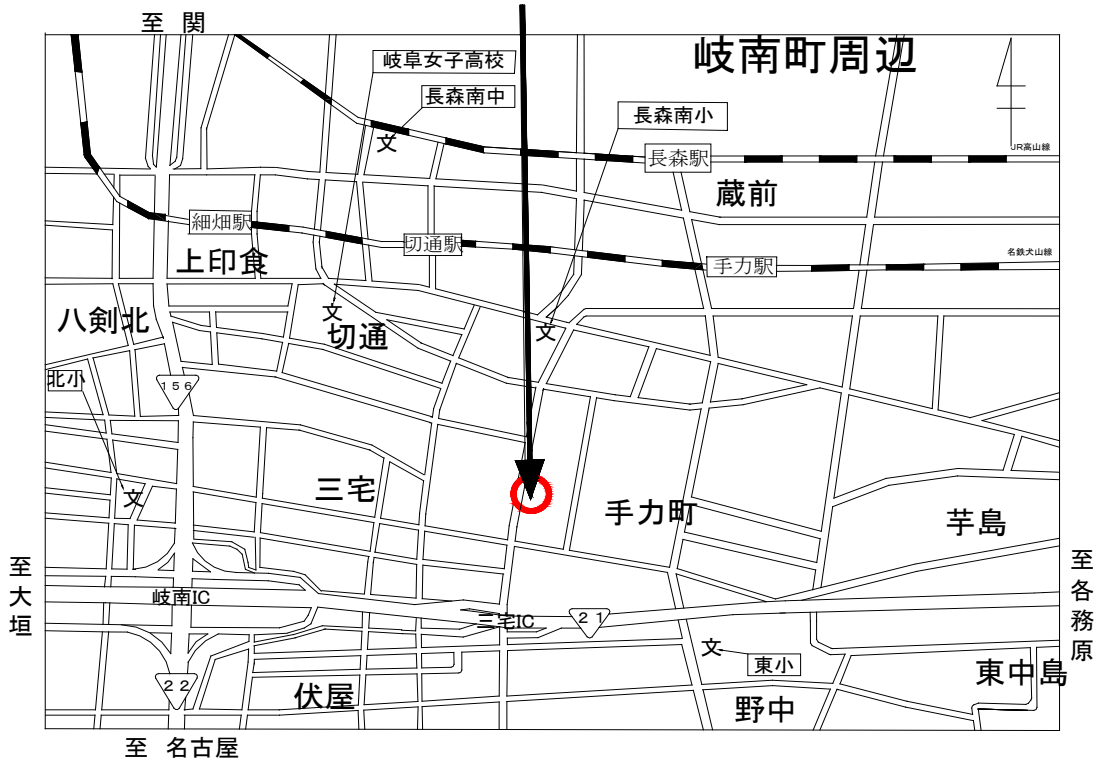 至 関
岐南町周辺
岐阜女子高校
長森南中
長森南小
文
JR高山線
長森駅
蔵前
細畑駅
切通駅
名鉄犬山線
上印食
手力駅
八剣北
文
切通
文
北小
156
三宅
文
手力町
芋島
至大垣
岐南IC
三宅IC
21
至各務原
文
東小
東中島
22
伏屋
野中
至 名古屋